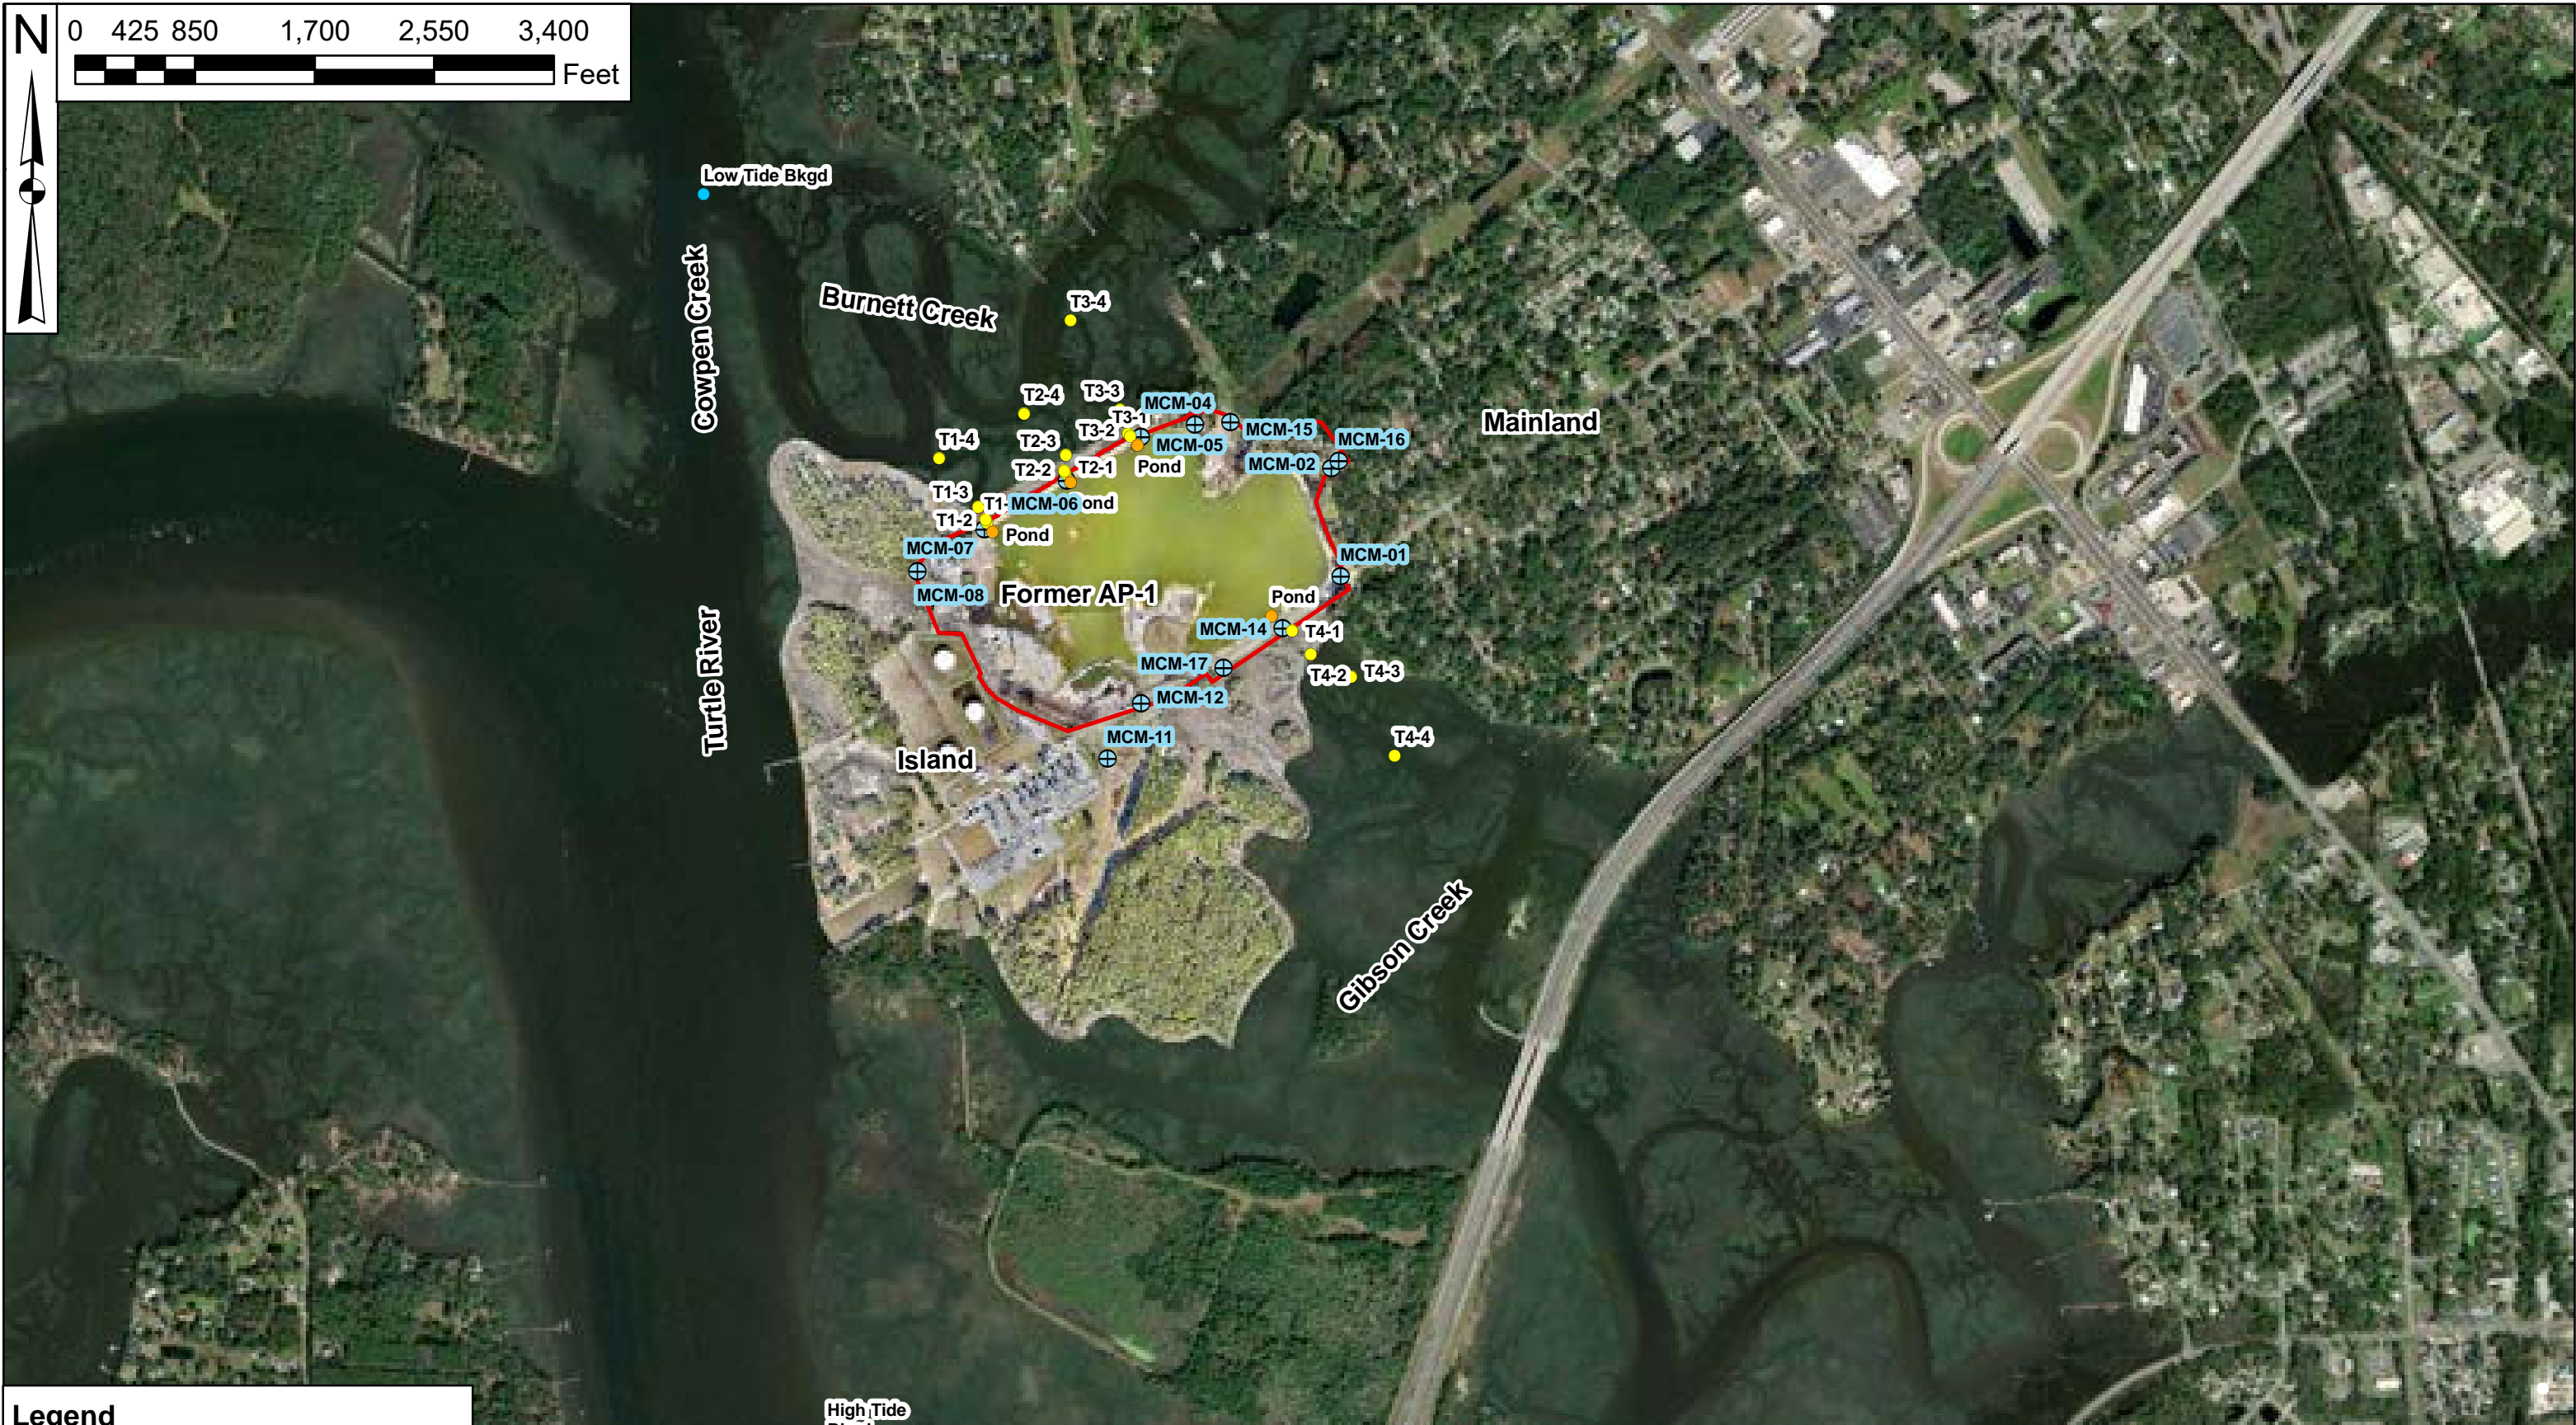 N
0 425 850 1,700 2,550 3,400
Feet
Low Tide Bkgd
Cowpen Creek
Burnett Creek
T3-4
T2-4
T3-3
MCM-04
T3-1
T3-2
MCM-15
Mainland
T1-4
T2-3
MCM-05
MCM-16
T2-2
T2-1
Pond
MCM-02
T1-3
T1-
MCM-06
ond
T1-2
Pond
MCM-07
MCM-01
MCM-08
Former AP-1
Pond
MCM-14
T4-1
Turtle River
MCM-17
T4-2
T4-3
MCM-12
MCM-11
T4-4
Island
Gibson Creek
Legend
High Tide